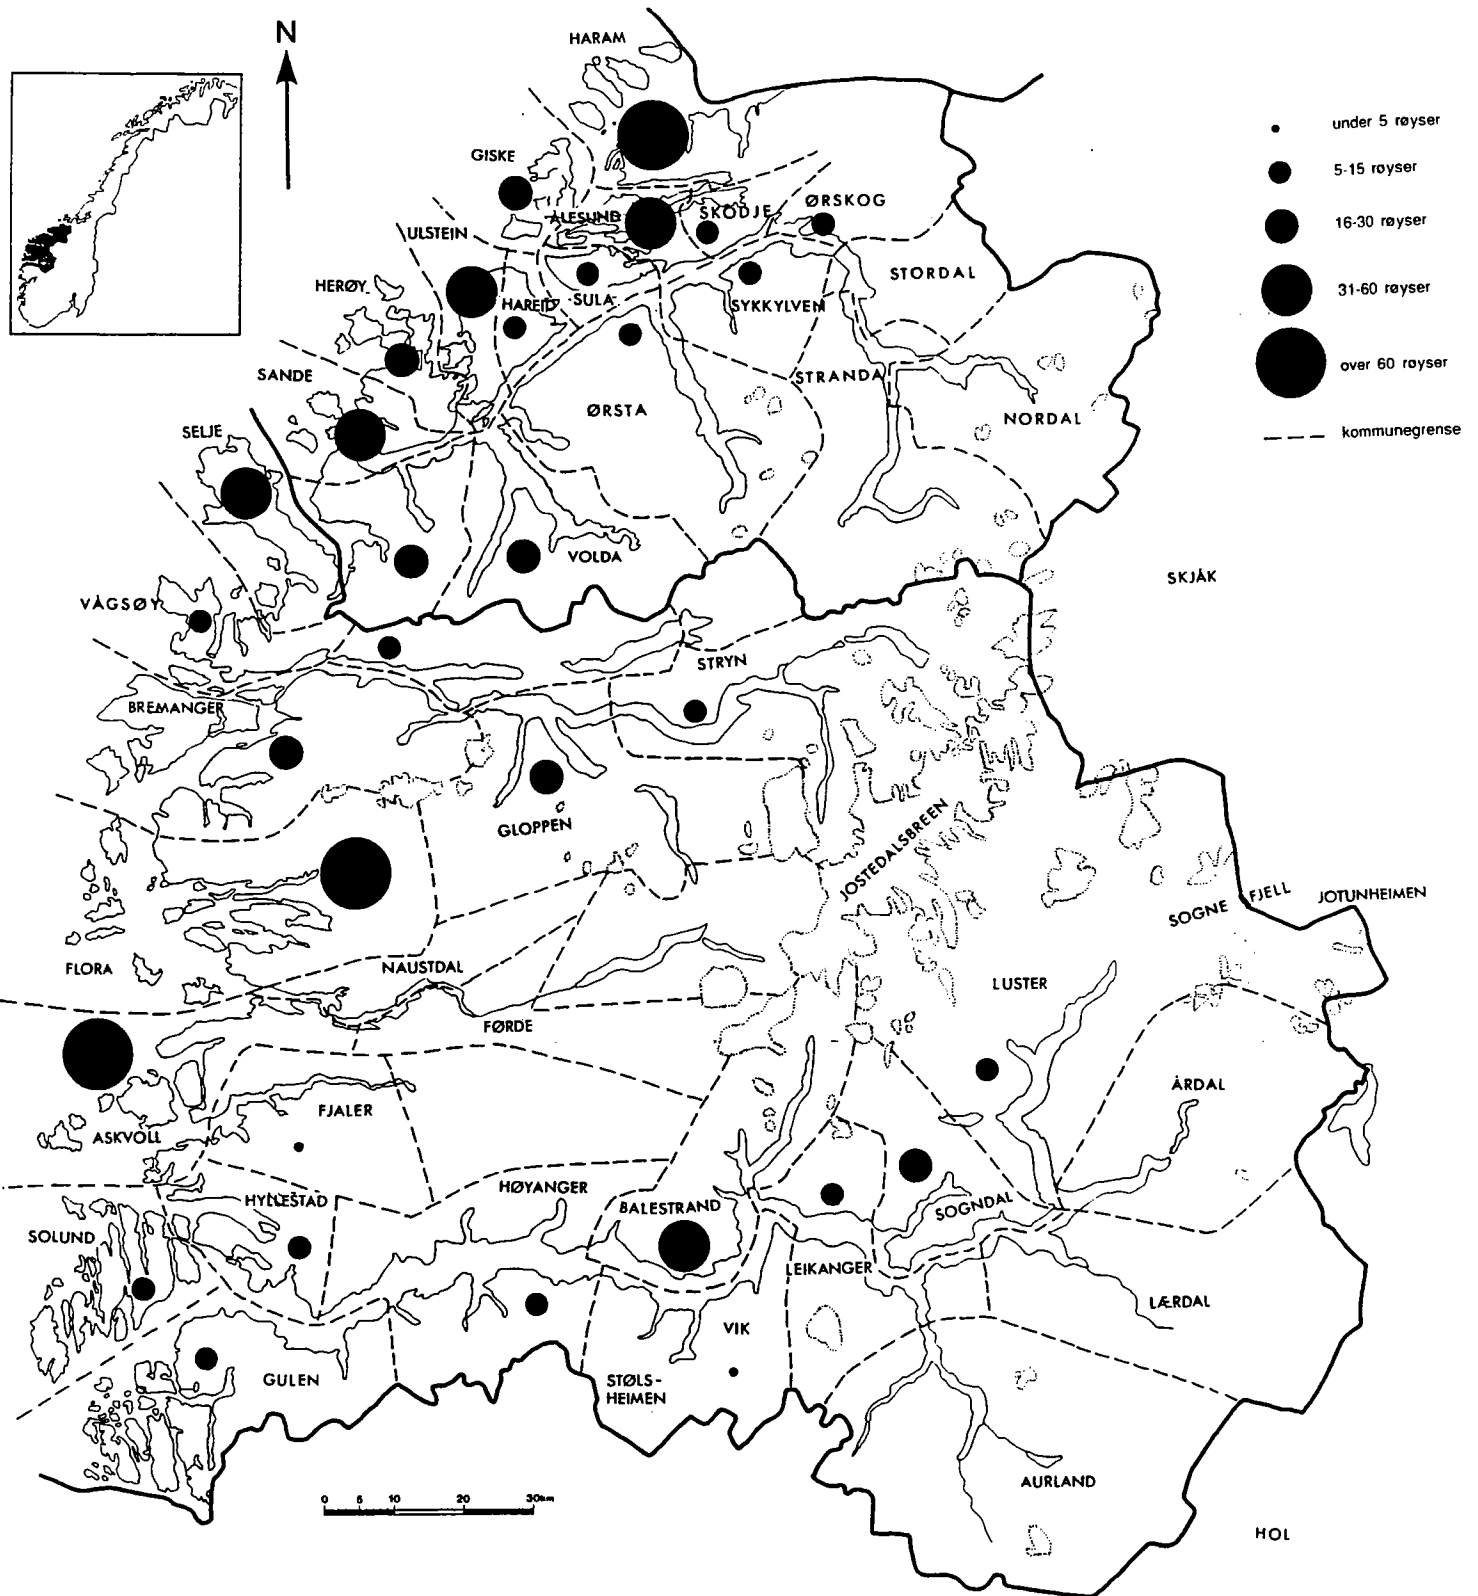 N
HARAM
under 5 røyser
5-15 røyser
16-30 røyser
31-60 røyser
over 60 røyser
kommunegrense
GISKE
ÅLESUND
SKODJE
ØRSKOG
ULSTEIN
STORDAL
HERØY
HAREID
SULA
SYKKYLVEN
SANDE
STRANDA
ØRSTA
NORDAL
SELJE
VOLDA
SKJÅK
VÅGSØY
STRYN
BREMANGER
GLOPPEN
JOSTEDALSBREEN
SOGNE FJELL
JOTUNHEIMEN
FLORA
NAUSTDAL
LUSTER
FØRDE
ÅRDAL
FJALER
ASKVOLL
HØYANGER
HYLLESTAD
BALESTRAND
SOGNDAL
SOLUND
LEIKANGER
LÆRDAL
VIK
GULEN
STØLS-
HEIMEN
AURLAND
0 5 10 20 30km
HOL